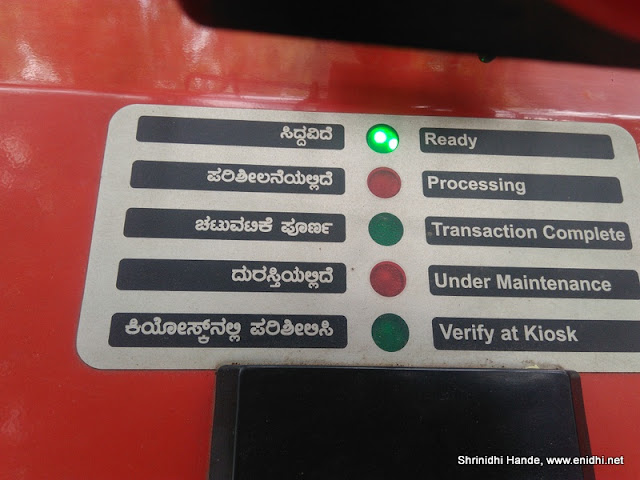 ಸಿದ್ದವಿದೆ Ready
ಪರಿಶೀಲನೆಯಲ್ಲಿದೆ Processing
ಚಟುವಟಿಕೆ ಪೂರ್ಣ Transaction Complete
ದುರಸ್ತಿಯಲ್ಲಿದೆ Under Maintenance
ಕಿಯೋಸ್ಕ್‌ನಲ್ಲಿ ಪರಿಶೀಲಿಸಿ Verify at Kiosk
Shrinidhi Hande, www.enidhi.net